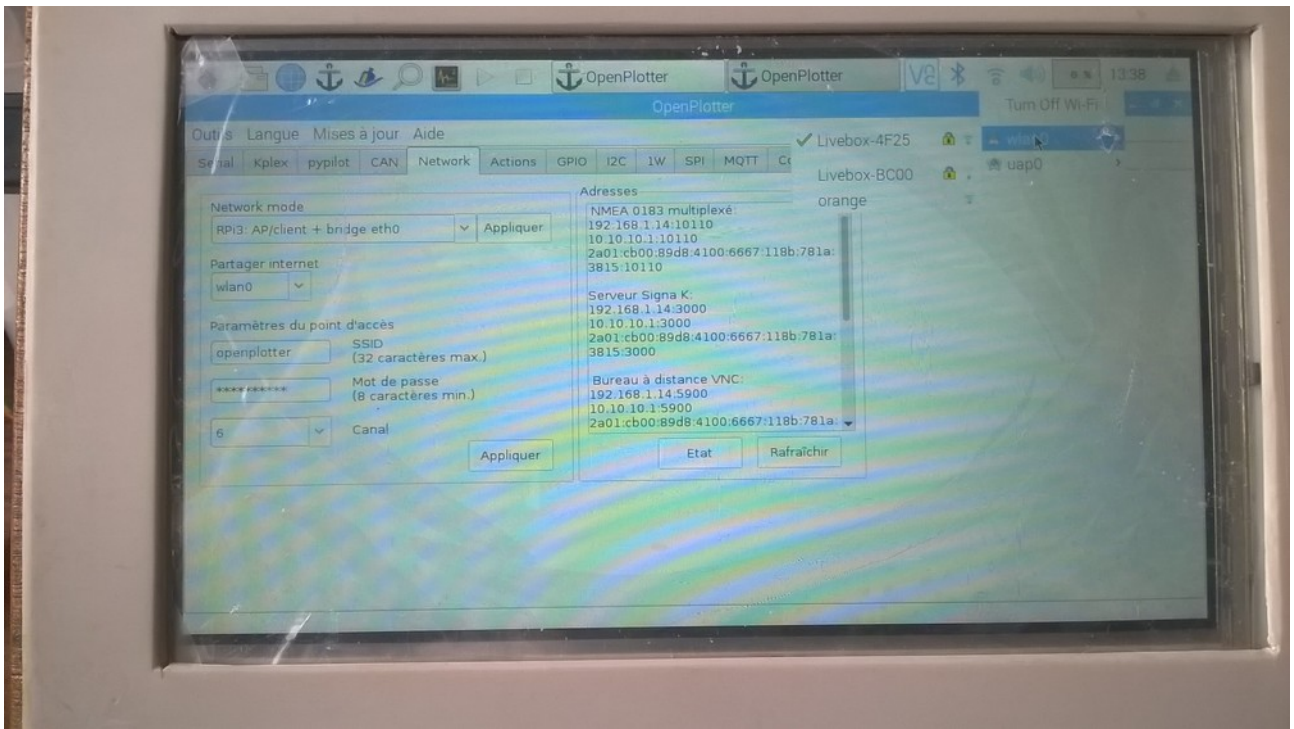 OpenPlotter OpenPlotter 13:38
OpenPlotter
Turn Off Wi-Fi
Outils Langue Mises à jour Aide
Livebox-4F25
wlan0
Serial Kplex pypilot CAN Network Actions GPIO I2C 1W SPI MQTT
Livebox-BC00
uap0
orange
Network mode
RPi3: AP/client + bridge eth0 Appliquer
Partager internet
wlan0
Paramètres du point d'accès
openplotter SSID
(32 caractères max.)
********** Mot de passe
(8 caractères min.)
6 Canal
Appliquer
Adresses
NMEA 0183 multiplexé:
192.168.1.14:10110
10.10.10.1:10110
2a01:cb00:89d8:4100:6667:118b:781a:
3815:10110
Serveur Signa K:
192.168.1.14:3000
10.10.10.1:3000
2a01:cb00:89d8:4100:6667:118b:781a:
3815:3000
Bureau à distance VNC:
192.168.1.14:5900
10.10.10.1:5900
2a01:cb00:89d8:4100:6667:118b:781a:
Etat Rafraîchir